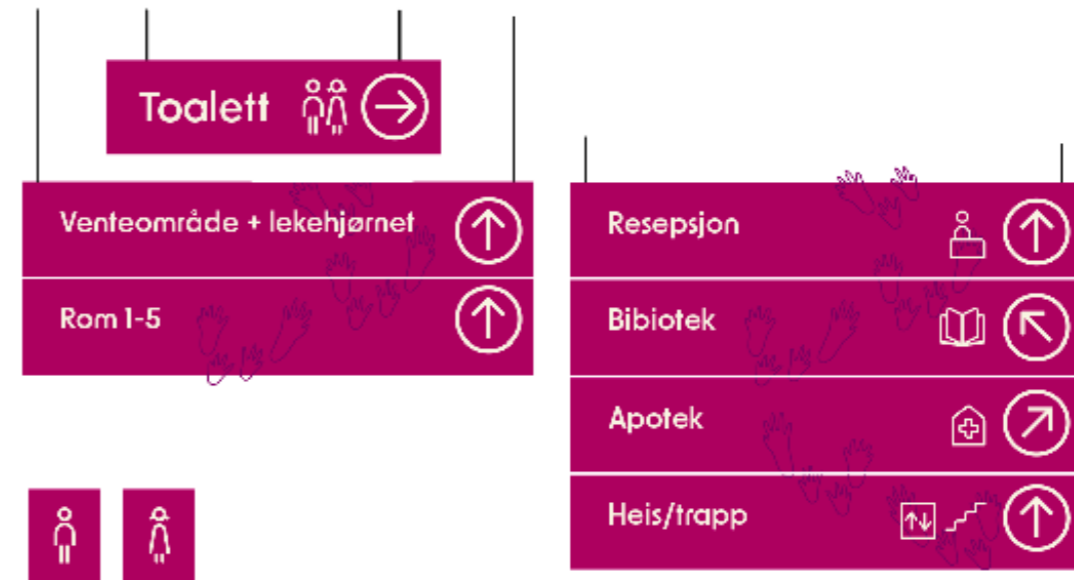 Toalett
Venteområde + lekehjørnet
Rom 1-5
Resepsjon
Bibiotek
Apotek
Heis/trapp